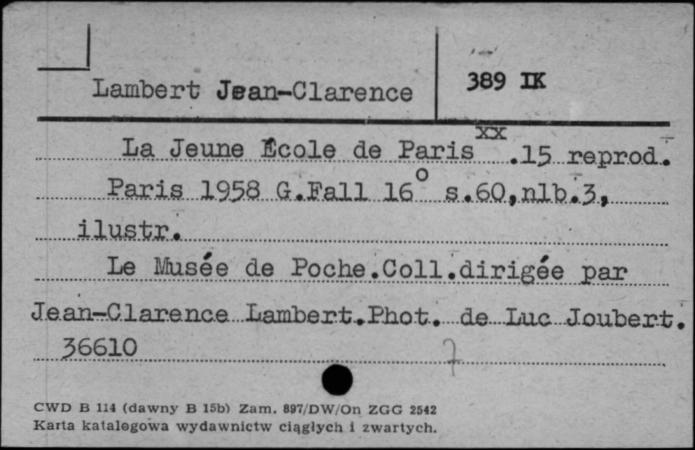 Lambert Jean-Clarence
389 IK
La Jeune École de Paris xx .15 reprod.
Paris 1958 G.Fall 16° s.60,nlb.3,
ilustr.
Le Musée de Poche.Coll.dirigée par
Jean-Clarence Lambert.Phot. de Luc Joubert.
36610
CWD B 114 (dawny B 15b) Zam. 897/DW/On ZGG 2542
Karta katalogowa wydawnictw ciągłych i zwartych.